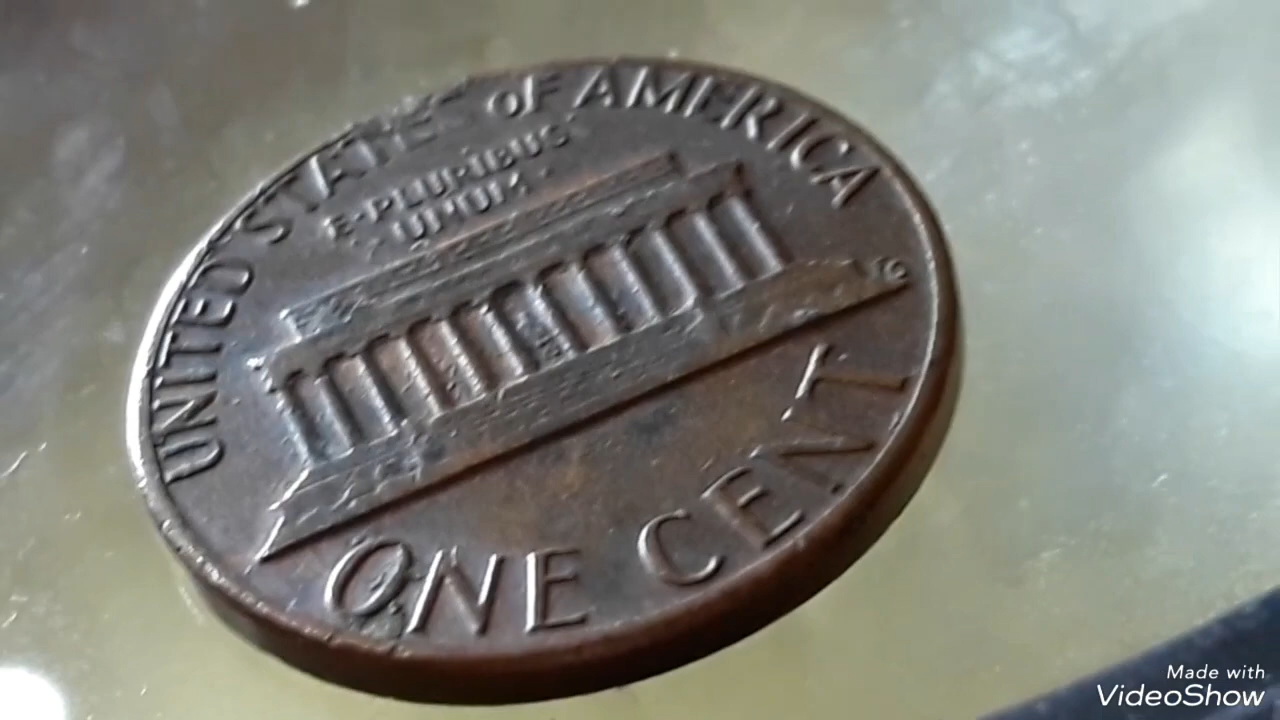 UNITED STATES OF AMERICA
E·PLURIBUS
UNUM
ONE CENT
Made with
VideoShow